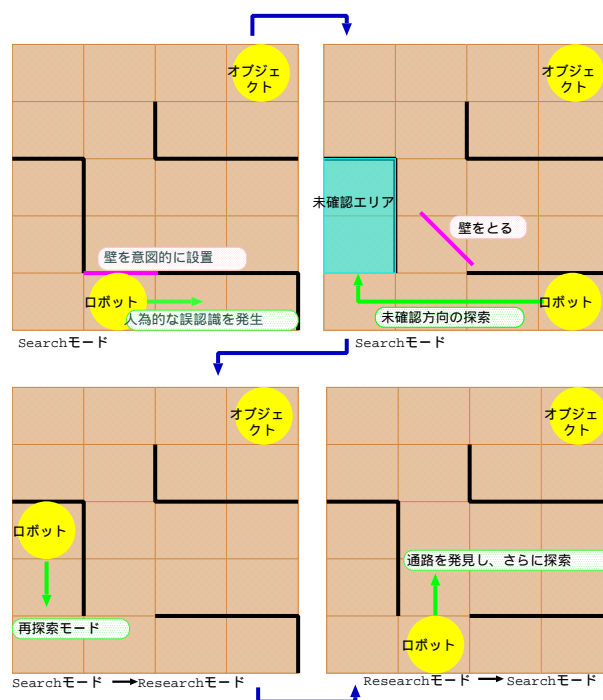 オブジェ
クト
壁を意図的に設置
ロボット
人為的な誤認識を発生
Searchモード
オブジェ
クト
未確認エリア
壁をとる
ロボット
未確認方向の探索
Searchモード
オブジェ
クト
ロボット
再探索モード
Searchモード
Researchモード
オブジェ
クト
通路を発見し、さらに探索
ロボット
Researchモード
Searchモード